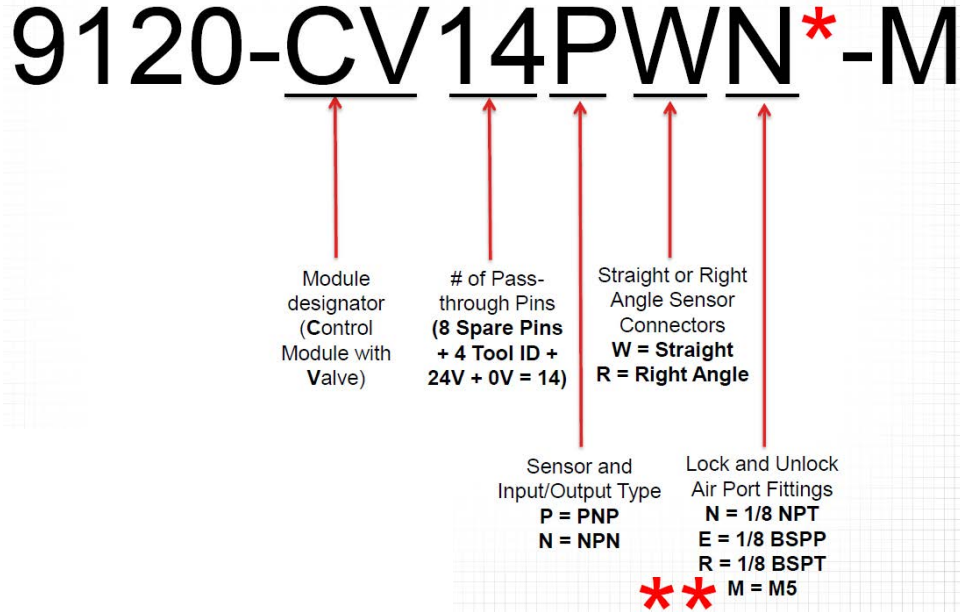 9120-CV14PWN*-M
Module
designator
(Control
Module with
Valve)
# of Pass-
through Pins
(8 Spare Pins
+ 4 Tool ID +
24V + 0V = 14)
Straight or Right
Angle Sensor
Connectors
W = Straight
R = Right Angle
Sensor and
Input/Output Type
P = PNP
N = NPN
Lock and Unlock
Air Port Fittings
N = 1/8 NPT
E = 1/8 BSPP
R = 1/8 BSPT
** M = M5